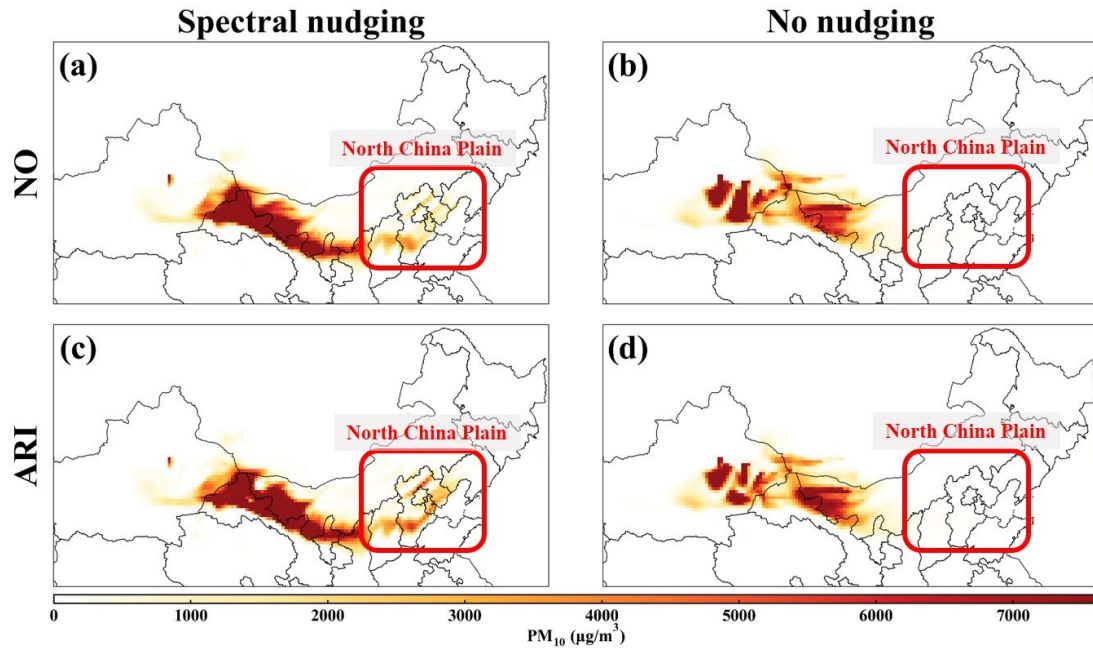 Spectral nudging
No nudging
NO
(a)
North China Plain
(b)
North China Plain
ARI
(c)
North China Plain
(d)
North China Plain
0 1000 2000 3000 4000 5000 6000 7000
PM₁₀ (μg/m³)